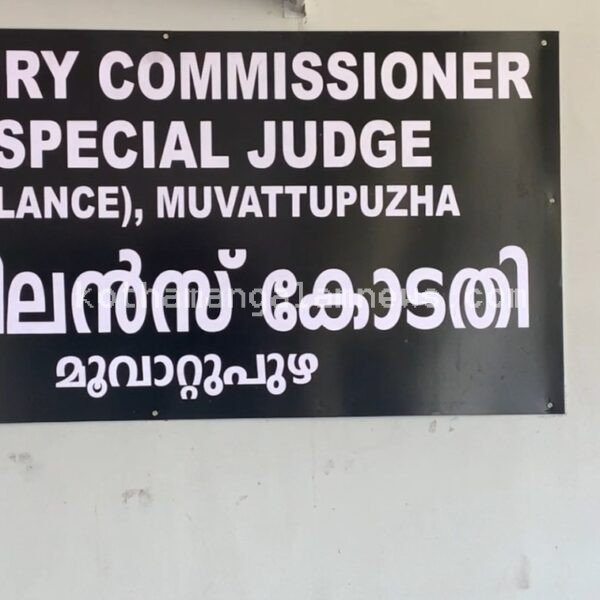 RY COMMISSIONER
SPECIAL JUDGE
LANCE), MUVATTUPUZHA
ിലൻസ് കോടതി
മൂവാറ്റുപുഴ